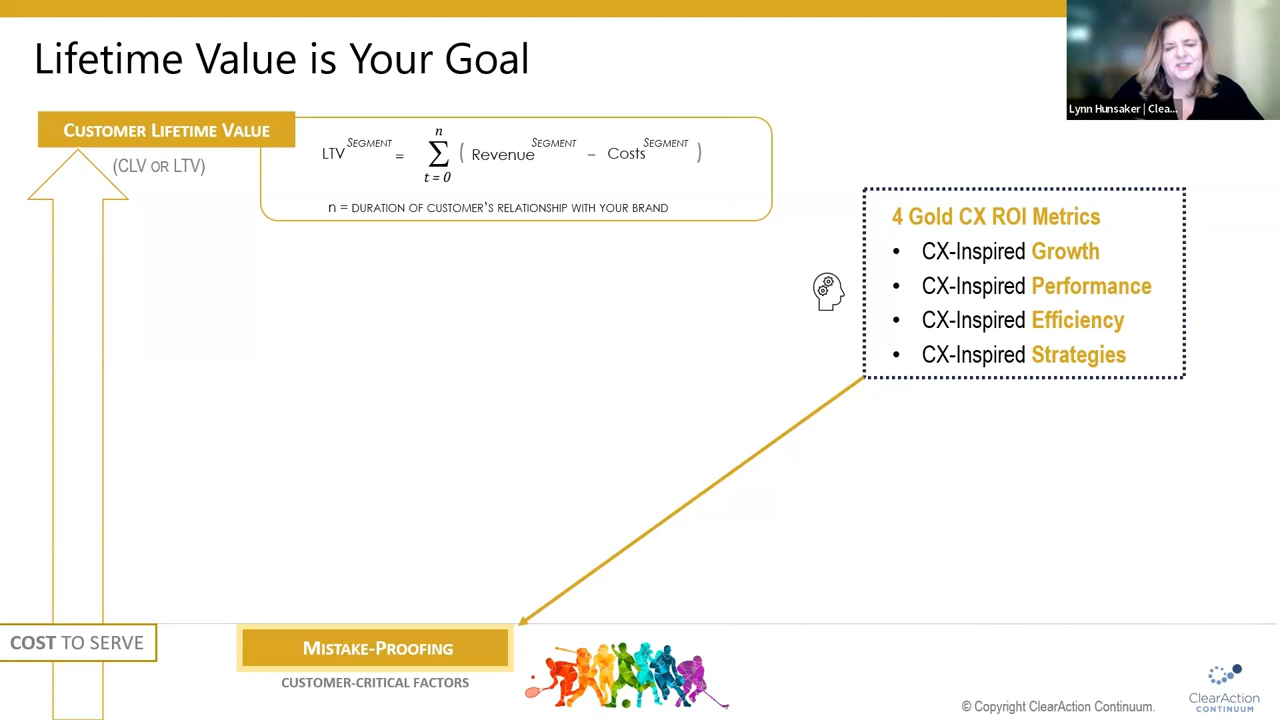 Lifetime Value is Your Goal
Lynn Hunsaker | Clea...
CUSTOMER LIFETIME VALUE
(CLV OR LTV)
LTV SEGMENT = n ∑ t = 0 ( Revenue SEGMENT – Costs SEGMENT )
n = DURATION OF CUSTOMER'S RELATIONSHIP WITH YOUR BRAND
4 Gold CX ROI Metrics
• CX-Inspired Growth
• CX-Inspired Performance
• CX-Inspired Efficiency
• CX-Inspired Strategies
COST TO SERVE
MISTAKE-PROOFING
CUSTOMER-CRITICAL FACTORS
© Copyright ClearAction Continuum.
ClearAction
CONTINUUM